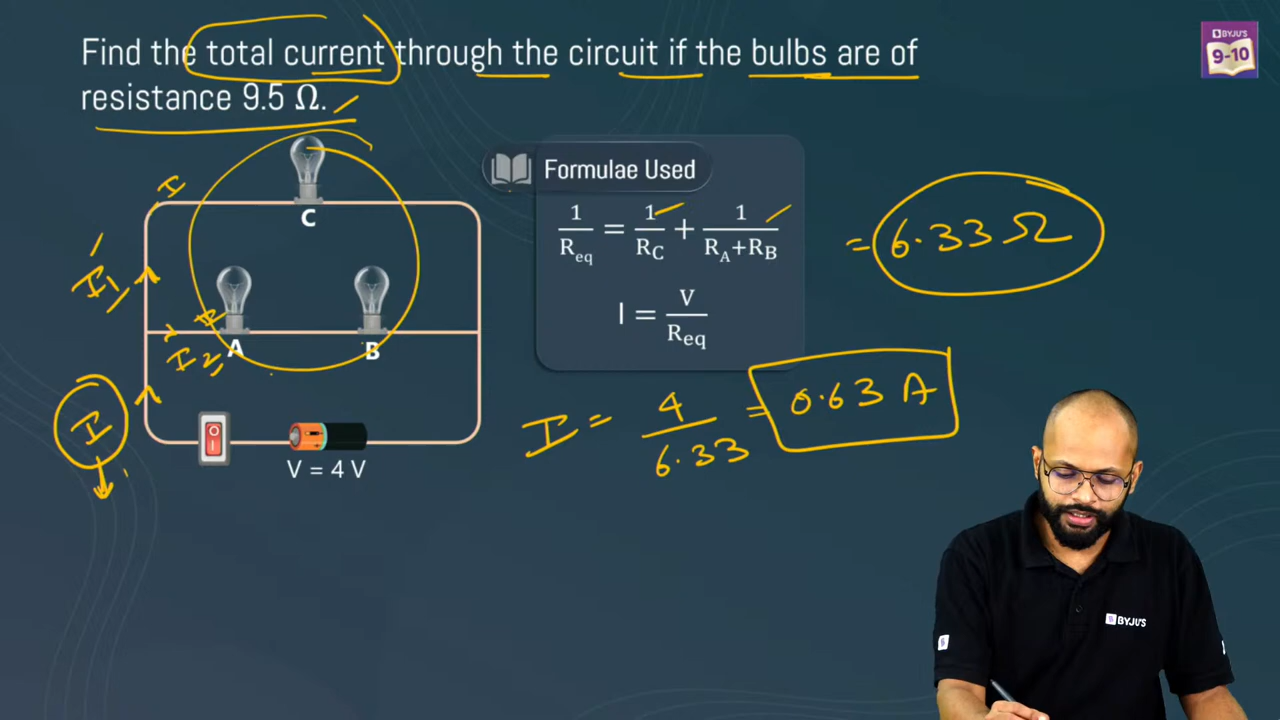 Find the total current through the circuit if the bulbs are of
resistance 9.5 Ω.
BYJU'S
9-10
C
I
I1
I2
A
B
I
V = 4 V
Formulae Used
1/Req = 1/RC + 1/RA+RB
I = V/Req
= 6.33 Ω
I = 4/6.33 = 0.63 A
BYJU'S